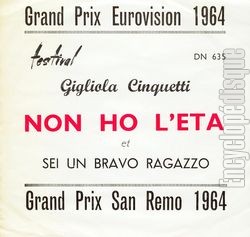 Grand Prix Eurovision 1964
festival
DN 635
Gigliola Cinquetti
NON HO L'ETA
et
SEI UN BRAVO RAGAZZO
Grand Prix San Remo 1964
Encyclopédisque